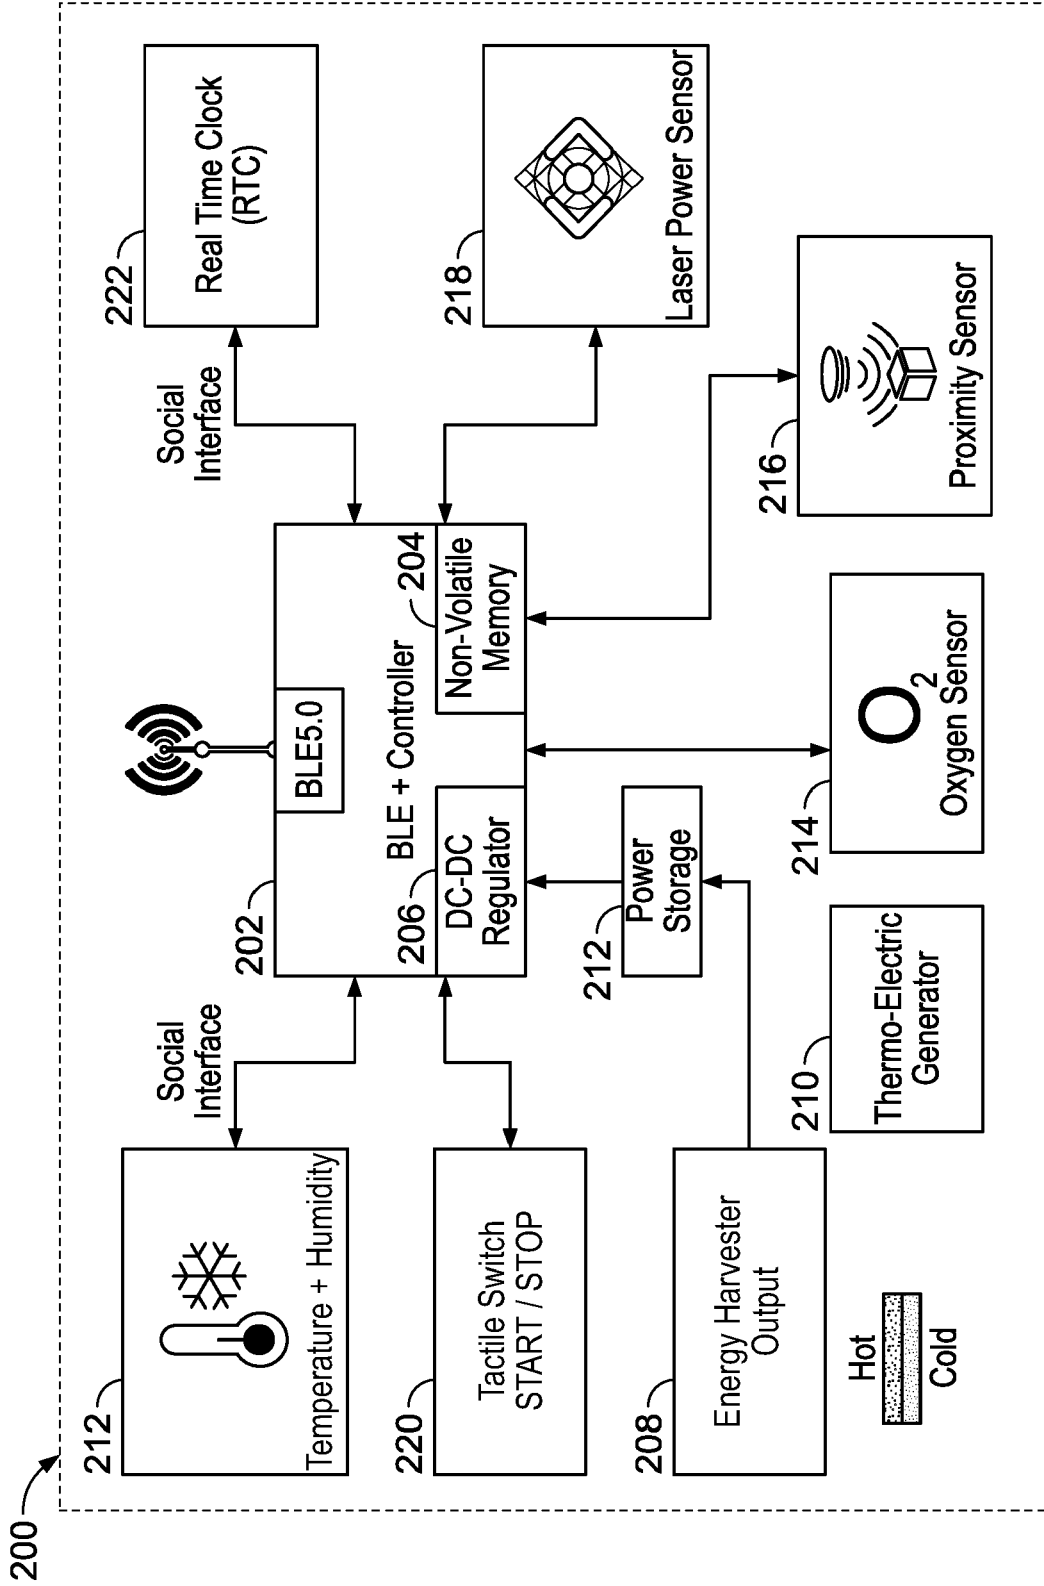 200
212
Temperature + Humidity
Social
Interface
202
BLE5.0
BLE + Controller
Social
Interface
222
Real Time Clock
(RTC)
220
Tactile Switch
START / STOP
206
DC-DC
Regulator
204
Non-Volatile
Memory
218
Laser Power Sensor
208
Energy Harvester
Output
212
Power
Storage
Hot
Cold
210
Thermo-Electric
Generator
214
O2
Oxygen Sensor
216
Proximity Sensor